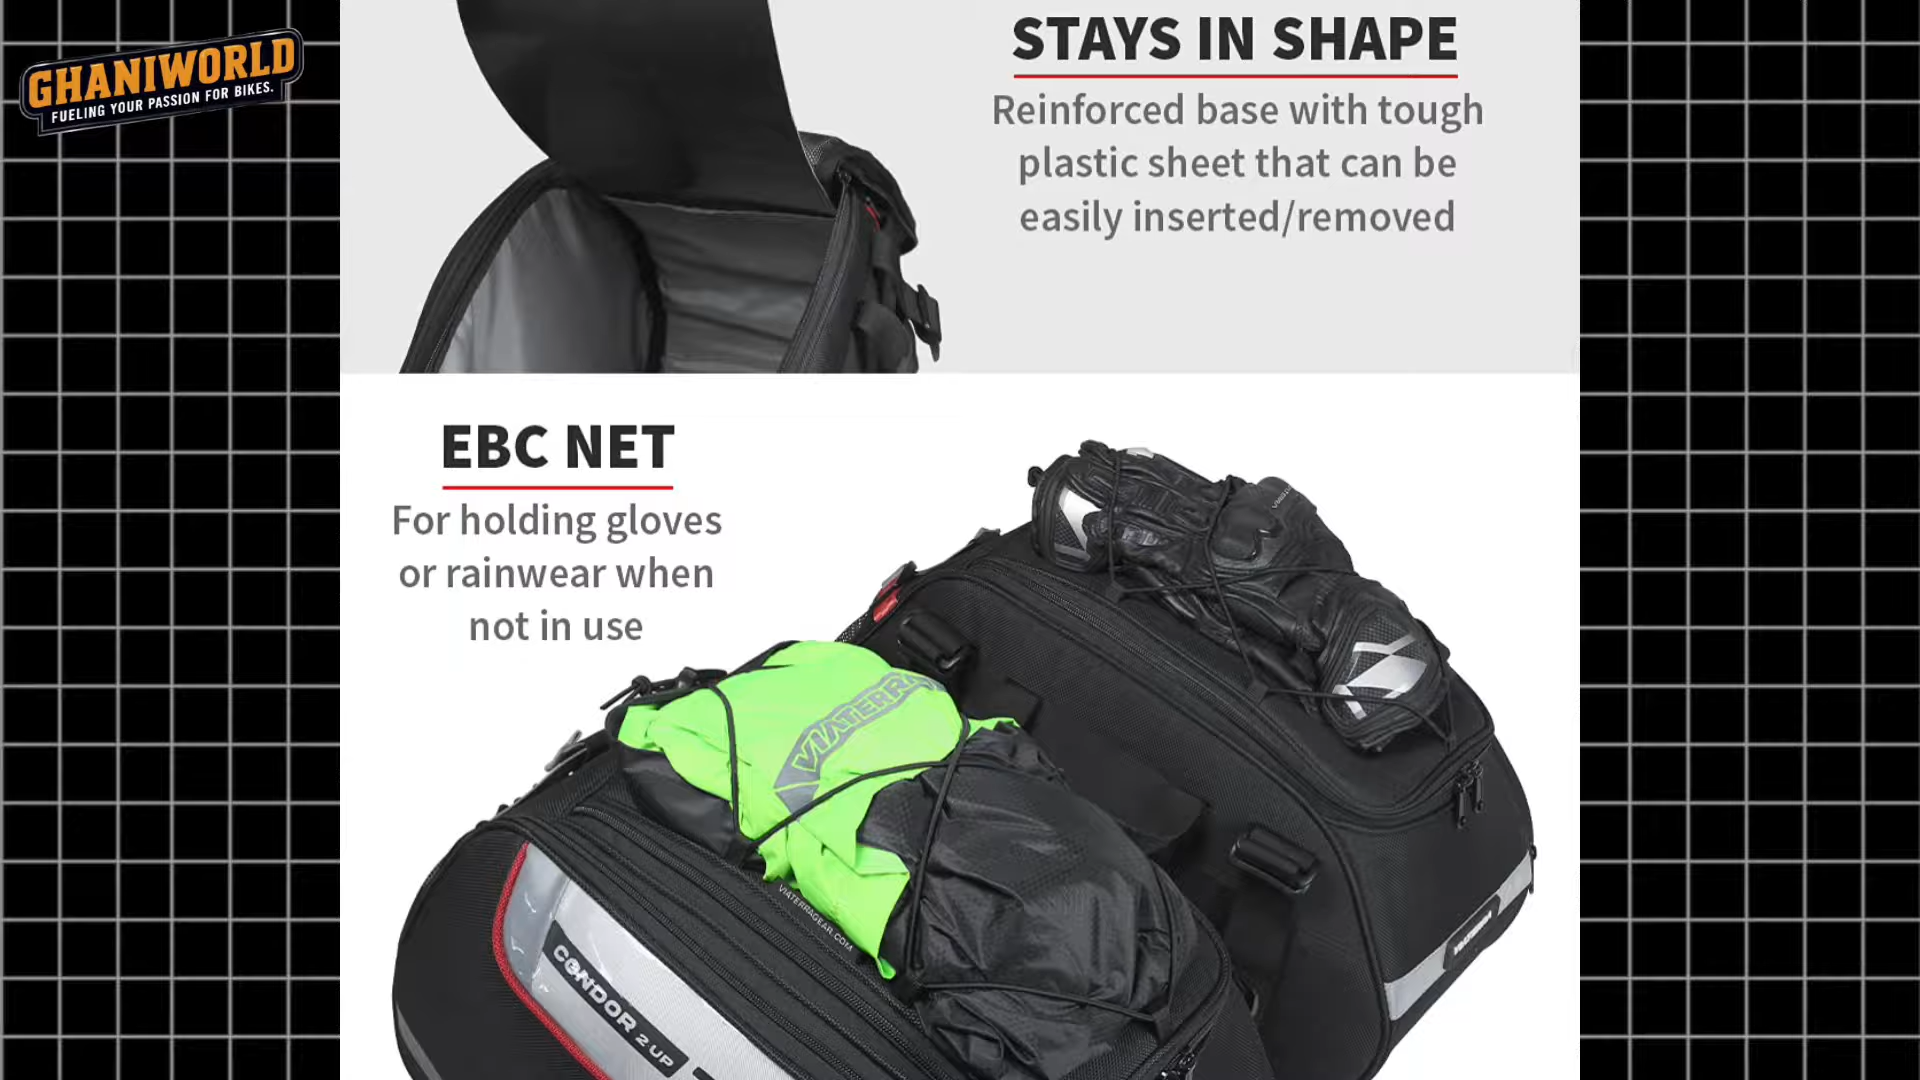 GHANIWORLD
FUELING YOUR PASSION FOR BIKES.
STAYS IN SHAPE
Reinforced base with tough
plastic sheet that can be
easily inserted/removed
EBC NET
For holding gloves
or rainwear when
not in use
VIATERRA
VIATERRAGEAR.COM
CONDOR 2 UP